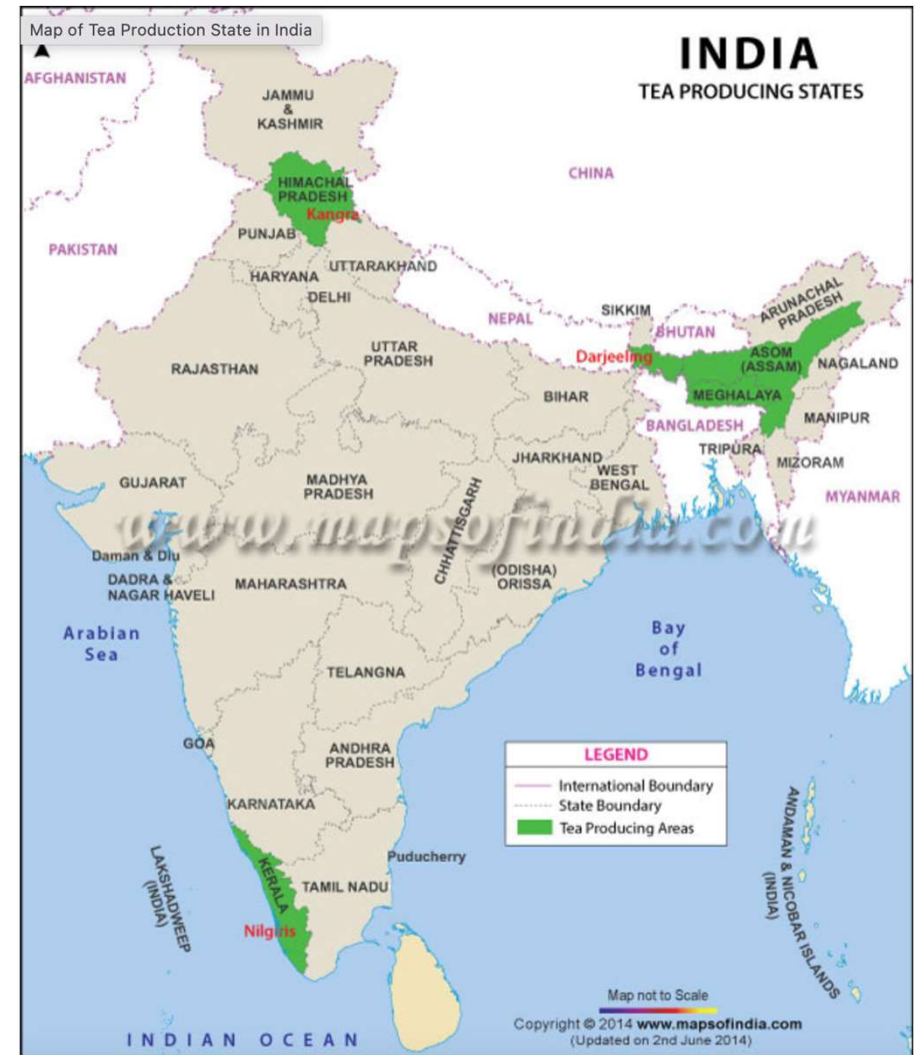 Map of Tea Production State in India
INDIA
TEA PRODUCING STATES
AFGHANISTAN
JAMMU
&
KASHMIR
CHINA
HIMACHAL
PRADESH
Kangra
PUNJAB
PAKISTAN
UTTARAKHAND
HARYANA
DELHI
SIKKIM
ARUNACHAL
PRADESH
NEPAL
BHUTAN
UTTAR
PRADESH
Darjeeling
ASOM
(ASSAM)
NAGALAND
RAJASTHAN
BIHAR
MEGHALAYA
MANIPUR
BANGLADESH
TRIPURA
MIZORAM
JHARKHAND
WEST
BENGAL
GUJARAT
MADHYA
PRADESH
CHHATTISGARH
MYANMAR
www.mapsofindia.com
Daman & Diu
DADRA &
NAGAR HAVELI
MAHARASHTRA
(ODISHA)
ORISSA
Arabian
Sea
Bay
of
Bengal
TELANGNA
GOA
ANDHRA
PRADESH
LEGEND
International Boundary
State Boundary
Tea Producing Areas
KARNATAKA
Puducherry
KERALA
TAMIL NADU
Nilgiris
LAKSHADWEEP
(INDIA)
ANDAMAN & NICOBAR ISLANDS
(INDIA)
Map not to Scale
Copyright © 2014 www.mapsofindia.com
(Updated on 2nd June 2014)
INDIAN OCEAN